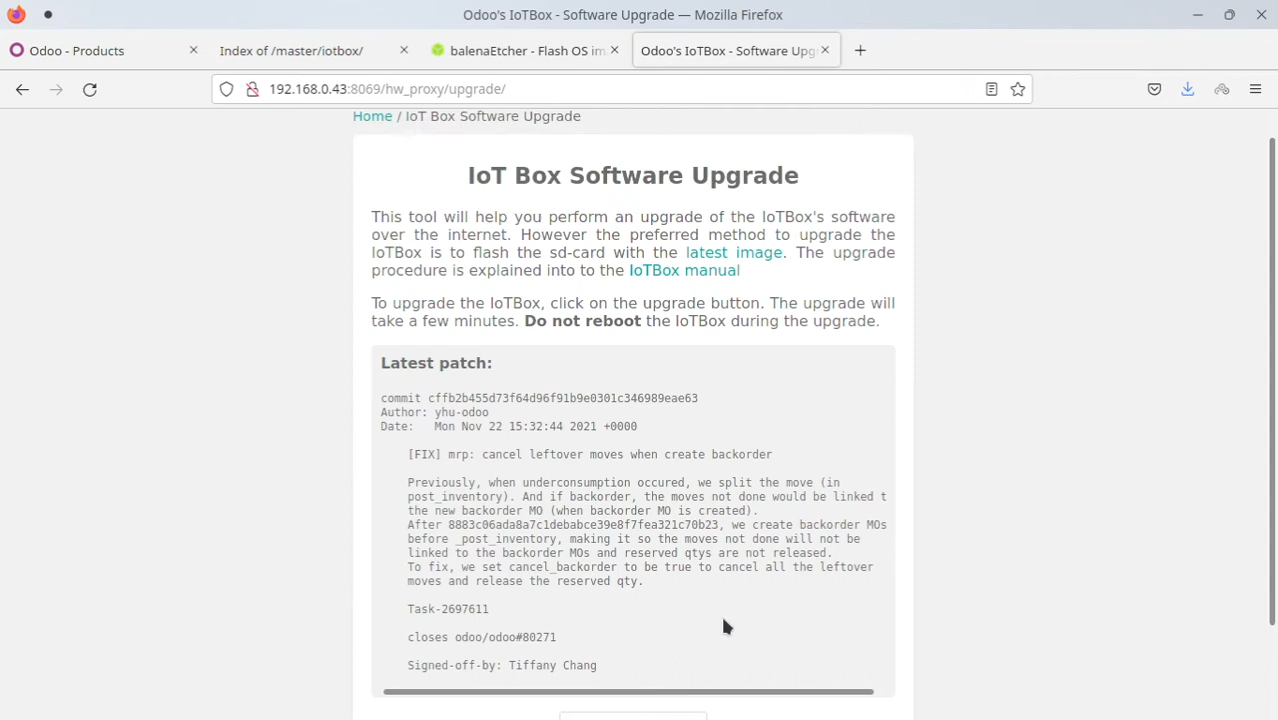 Odoo's IoTBox - Software Upgrade — Mozilla Firefox
Odoo - Products
Index of /master/iotbox/
balenaEtcher - Flash OS im
Odoo's IoTBox - Software Upg
192.168.0.43:8069/hw_proxy/upgrade/
Home / IoT Box Software Upgrade
IoT Box Software Upgrade
This tool will help you perform an upgrade of the IoTBox's software
over the internet. However the preferred method to upgrade the
IoTBox is to flash the sd-card with the latest image. The upgrade
procedure is explained into to the IoTBox manual
To upgrade the IoTBox, click on the upgrade button. The upgrade will
take a few minutes. Do not reboot the IoTBox during the upgrade.
Latest patch:
commit cffb2b455d73f64d96f91b9e0301c346989eae63
Author: yhu-odoo
Date:   Mon Nov 22 15:32:44 2021 +0000
[FIX] mrp: cancel leftover moves when create backorder
Previously, when underconsumption occured, we split the move (in
post_inventory). And if backorder, the moves not done would be linked t
the new backorder MO (when backorder MO is created).
After 8883c06ada8a7c1debabce39e8f7fea321c70b23, we create backorder MOs
before _post_inventory, making it so the moves not done will not be
linked to the backorder MOs and reserved qtys are not released.
To fix, we set cancel_backorder to be true to cancel all the leftover
moves and release the reserved qty.
Task-2697611
closes odoo/odoo#80271
Signed-off-by: Tiffany Chang